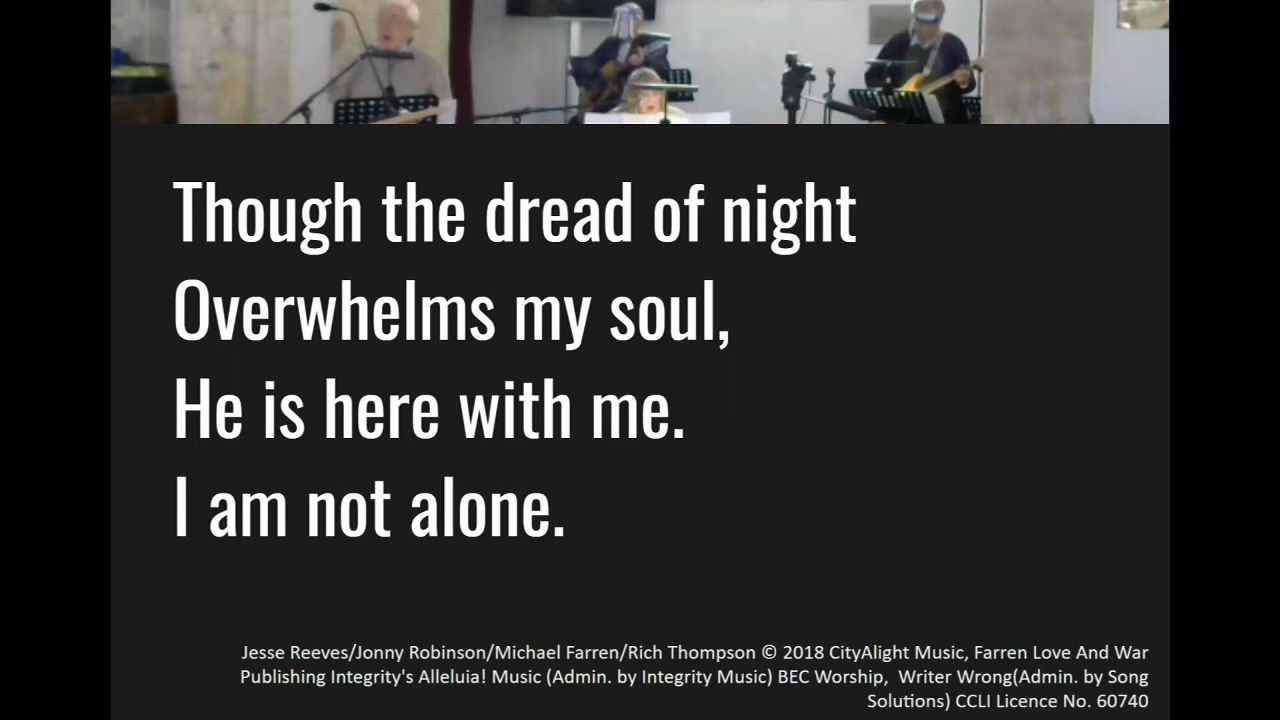 Though the dread of night
Overwhelms my soul,
He is here with me.
I am not alone.
Jesse Reeves/Jonny Robinson/Michael Farren/Rich Thompson © 2018 CityAlight Music, Farren Love And War
Publishing Integrity's Alleluia! Music (Admin. by Integrity Music) BEC Worship,  Writer Wrong(Admin. by Song
Solutions) CCLI Licence No. 60740